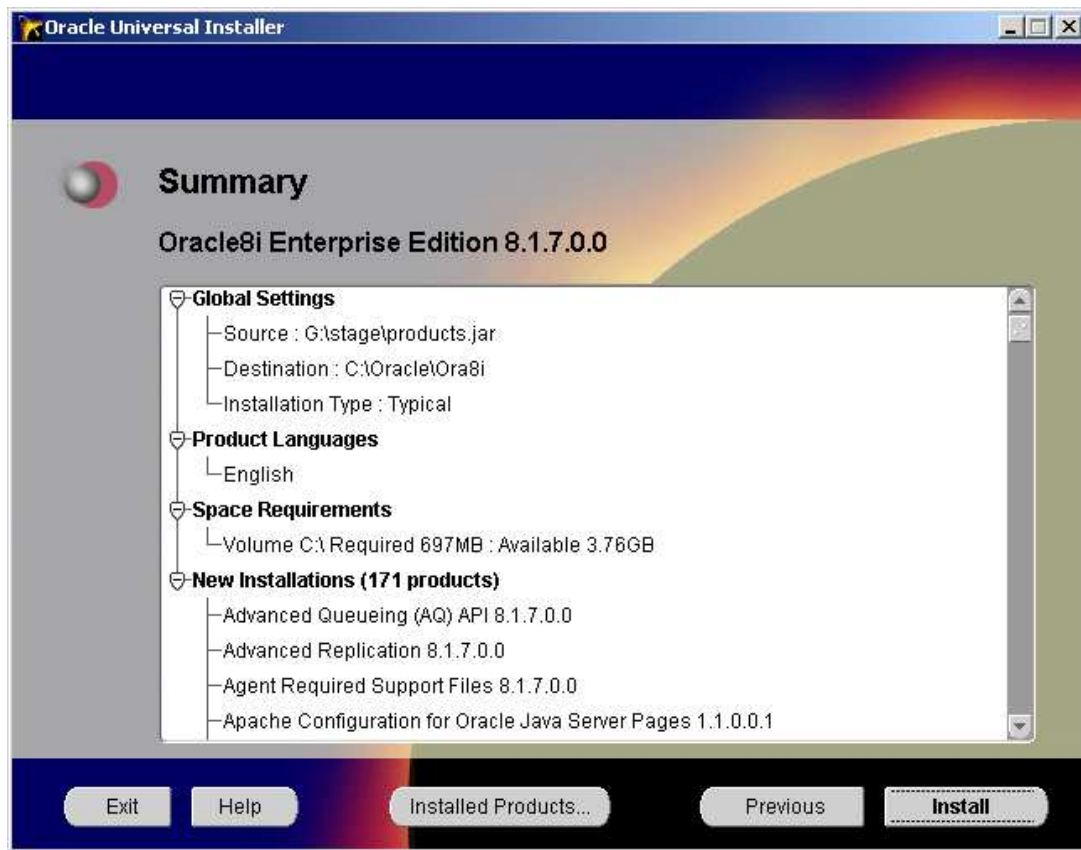 Oracle Universal Installer
Summary
Oracle8i Enterprise Edition 8.1.7.0.0
Global Settings
Source : G:\stage\products.jar
Destination : C:\Oracle\Ora8i
Installation Type : Typical
Product Languages
English
Space Requirements
Volume C:\ Required 697MB : Available 3.76GB
New Installations (171 products)
Advanced Queueing (AQ) API 8.1.7.0.0
Advanced Replication 8.1.7.0.0
Agent Required Support Files 8.1.7.0.0
Apache Configuration for Oracle Java Server Pages 1.1.0.0.1
Exit Help Installed Products... Previous Install